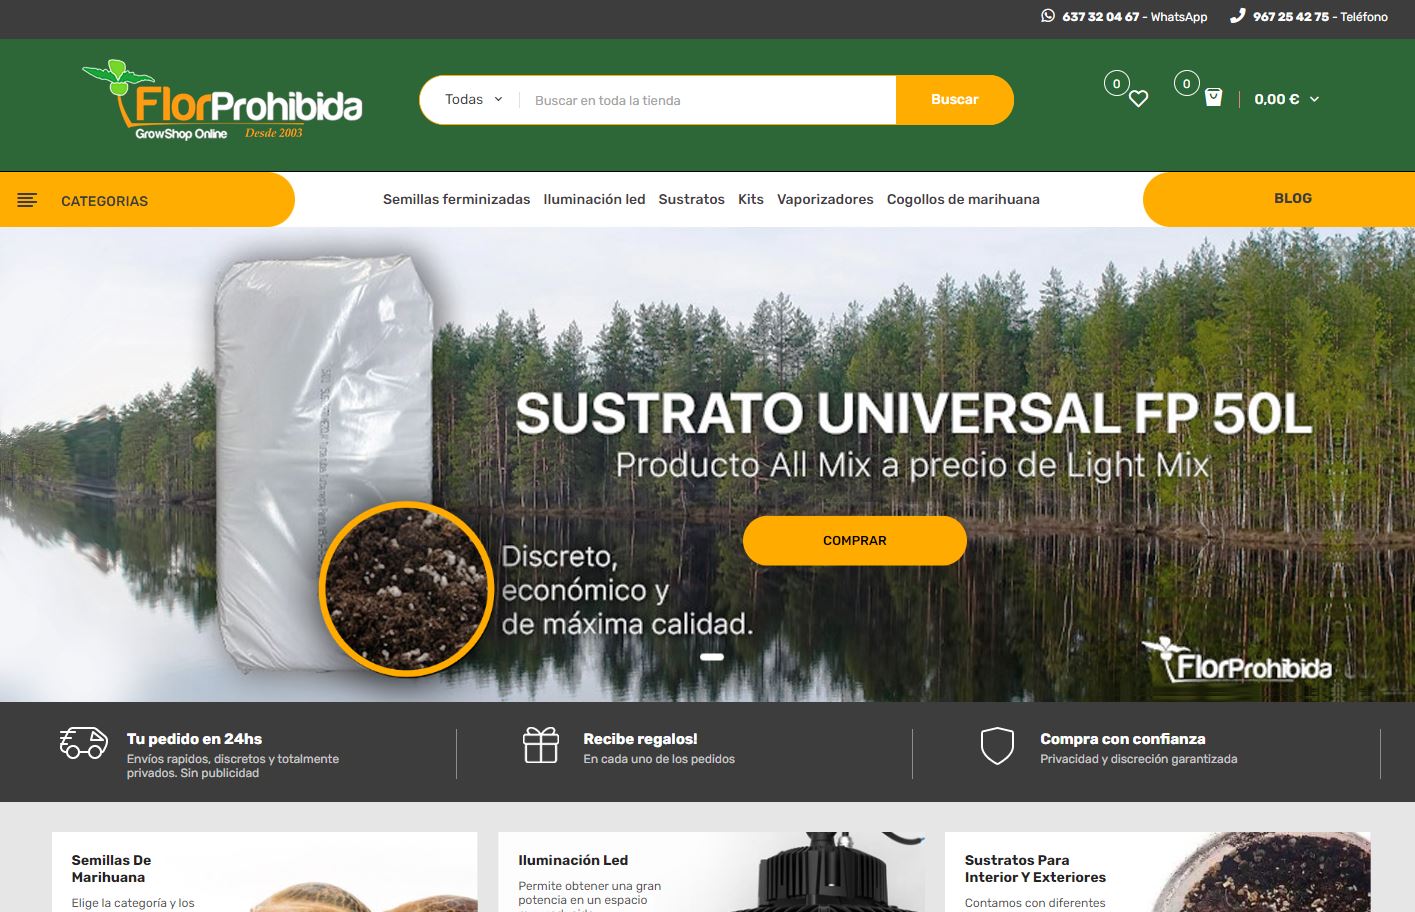 637 32 04 67 - WhatsApp
967 25 42 75 - Teléfono
FlorProhibida
GrowShop Online
Desde 2003
Todas
Buscar en toda la tienda
Buscar
0
0
0,00 €
CATEGORIAS
Semillas ferminizadas
Iluminación led
Sustratos
Kits
Vaporizadores
Cogollos de marihuana
BLOG
SUSTRATO UNIVERSAL FP 50L
Producto All Mix a precio de Light Mix
COMPRAR
Discreto,
económico y
de máxima calidad.
FlorProhibida
Tu pedido en 24hs
Envíos rapidos, discretos y totalmente
privados. Sin publicidad
Recibe regalos!
En cada uno de los pedidos
Compra con confianza
Privacidad y discreción garantizada
Semillas De
Marihuana
Elige la categoría y los
Iluminación Led
Permite obtener una gran
potencia en un espacio
Sustratos Para
Interior Y Exteriores
Contamos con diferentes